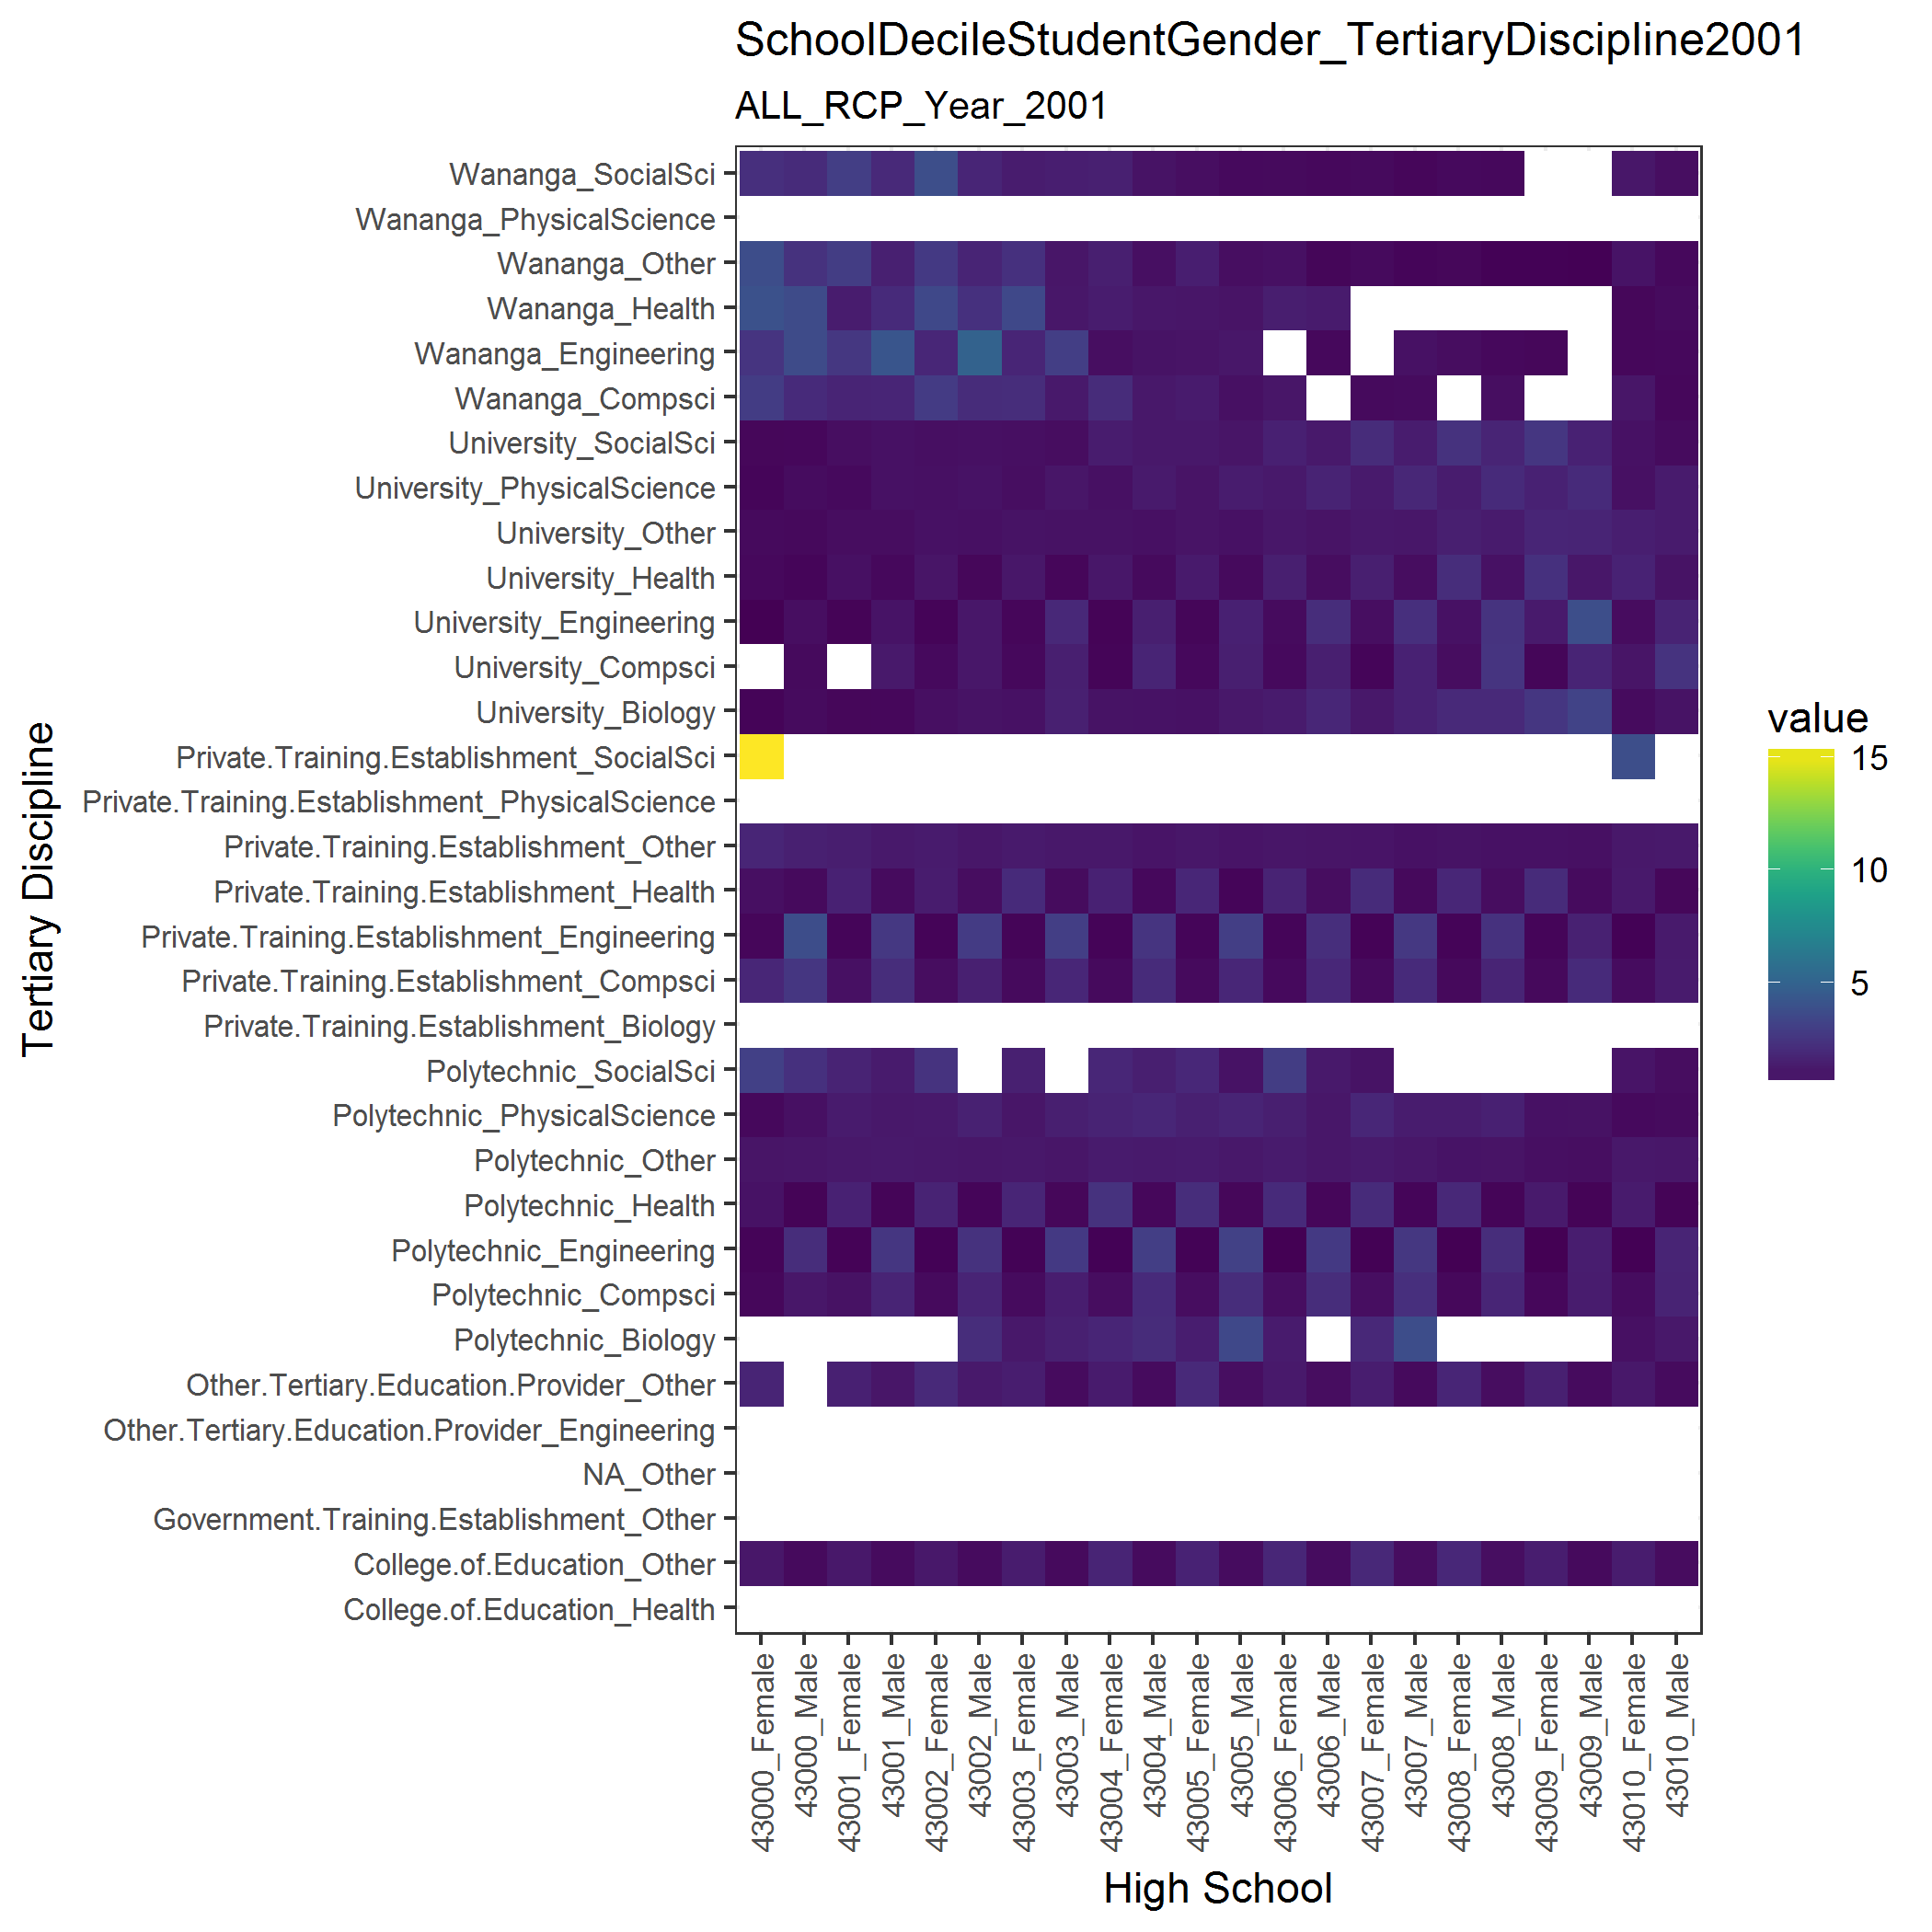 SchoolDecileStudentGender_TertiaryDiscipline2001
ALL_RCP_Year_2001
Tertiary Discipline
Wananga_SocialSci
Wananga_PhysicalScience
Wananga_Other
Wananga_Health
Wananga_Engineering
Wananga_Compsci
University_SocialSci
University_PhysicalScience
University_Other
University_Health
University_Engineering
University_Compsci
University_Biology
Private.Training.Establishment_SocialSci
Private.Training.Establishment_PhysicalScience
Private.Training.Establishment_Other
Private.Training.Establishment_Health
Private.Training.Establishment_Engineering
Private.Training.Establishment_Compsci
Private.Training.Establishment_Biology
Polytechnic_SocialSci
Polytechnic_PhysicalScience
Polytechnic_Other
Polytechnic_Health
Polytechnic_Engineering
Polytechnic_Compsci
Polytechnic_Biology
Other.Tertiary.Education.Provider_Other
Other.Tertiary.Education.Provider_Engineering
NA_Other
Government.Training.Establishment_Other
College.of.Education_Other
College.of.Education_Health
43000_Female
43000_Male
43001_Female
43001_Male
43002_Female
43002_Male
43003_Female
43003_Male
43004_Female
43004_Male
43005_Female
43005_Male
43006_Female
43006_Male
43007_Female
43007_Male
43008_Female
43008_Male
43009_Female
43009_Male
43010_Female
43010_Male
High School
value
15
10
5